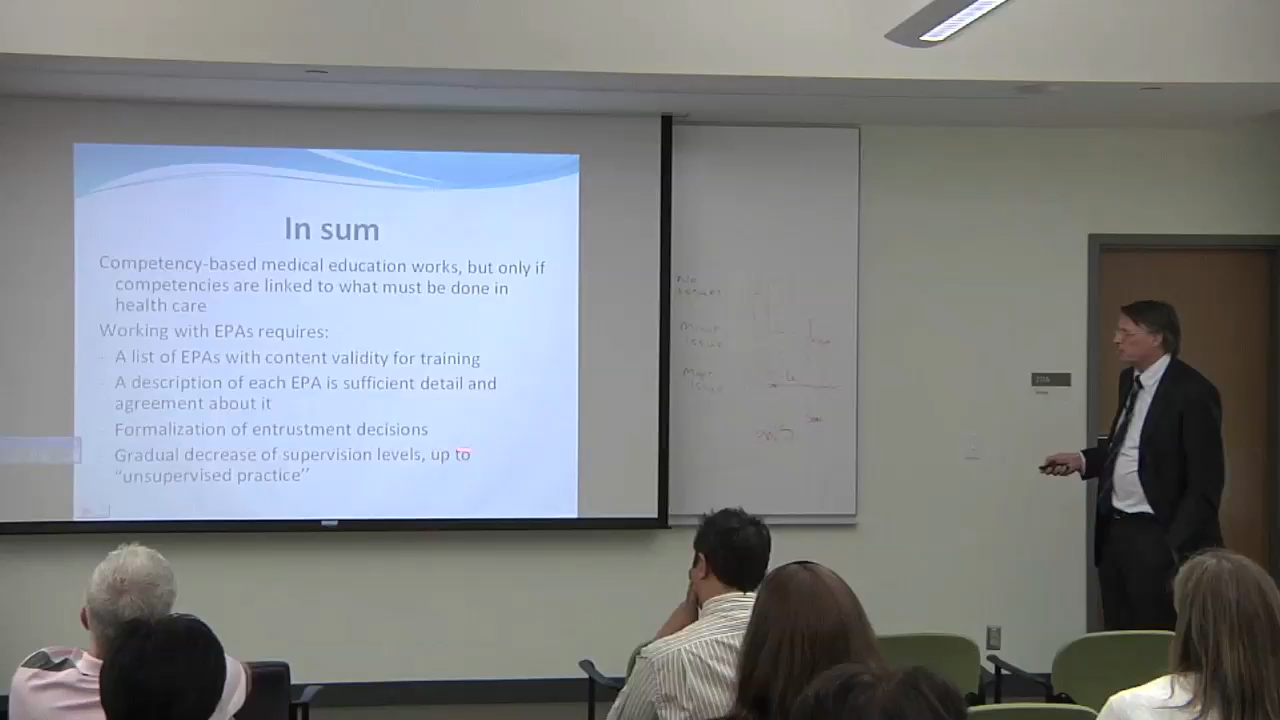 In sum
Competency-based medical education works, but only if
competencies are linked to what must be done in
health care
Working with EPAs requires:
- A list of EPAs with content validity for training
- A description of each EPA is sufficient detail and
agreement about it
- Formalization of entrustment decisions
- Gradual decrease of supervision levels, up to
“unsupervised practice’’
No
Minor
Major